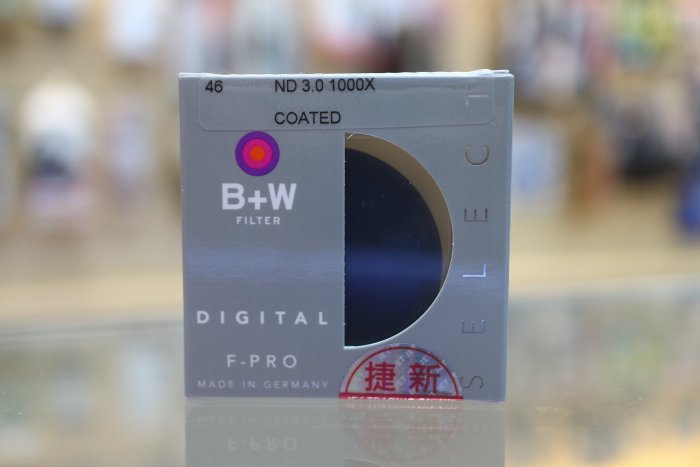 46 ND 3.0 1000X
COATED
B+W
FILTER
DIGITAL
F-PRO
MADE IN GERMANY
SELECT
捷新